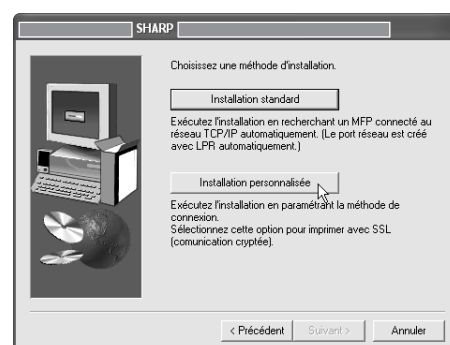 SHARP
Choisissez une méthode d'installation.
Installation standard
Exécutez l'installation en recherchant un MFP connecté au
réseau TCP/IP automatiquement. (Le port réseau est créé
avec LPR automatiquement.)
Installation personnalisée
Exécutez l'installation en paramétrant la méthode de
connexion.
Sélectionnez cette option pour imprimer avec SSL
(comunication cryptée).
< Précédent
Suivant >
Annuler